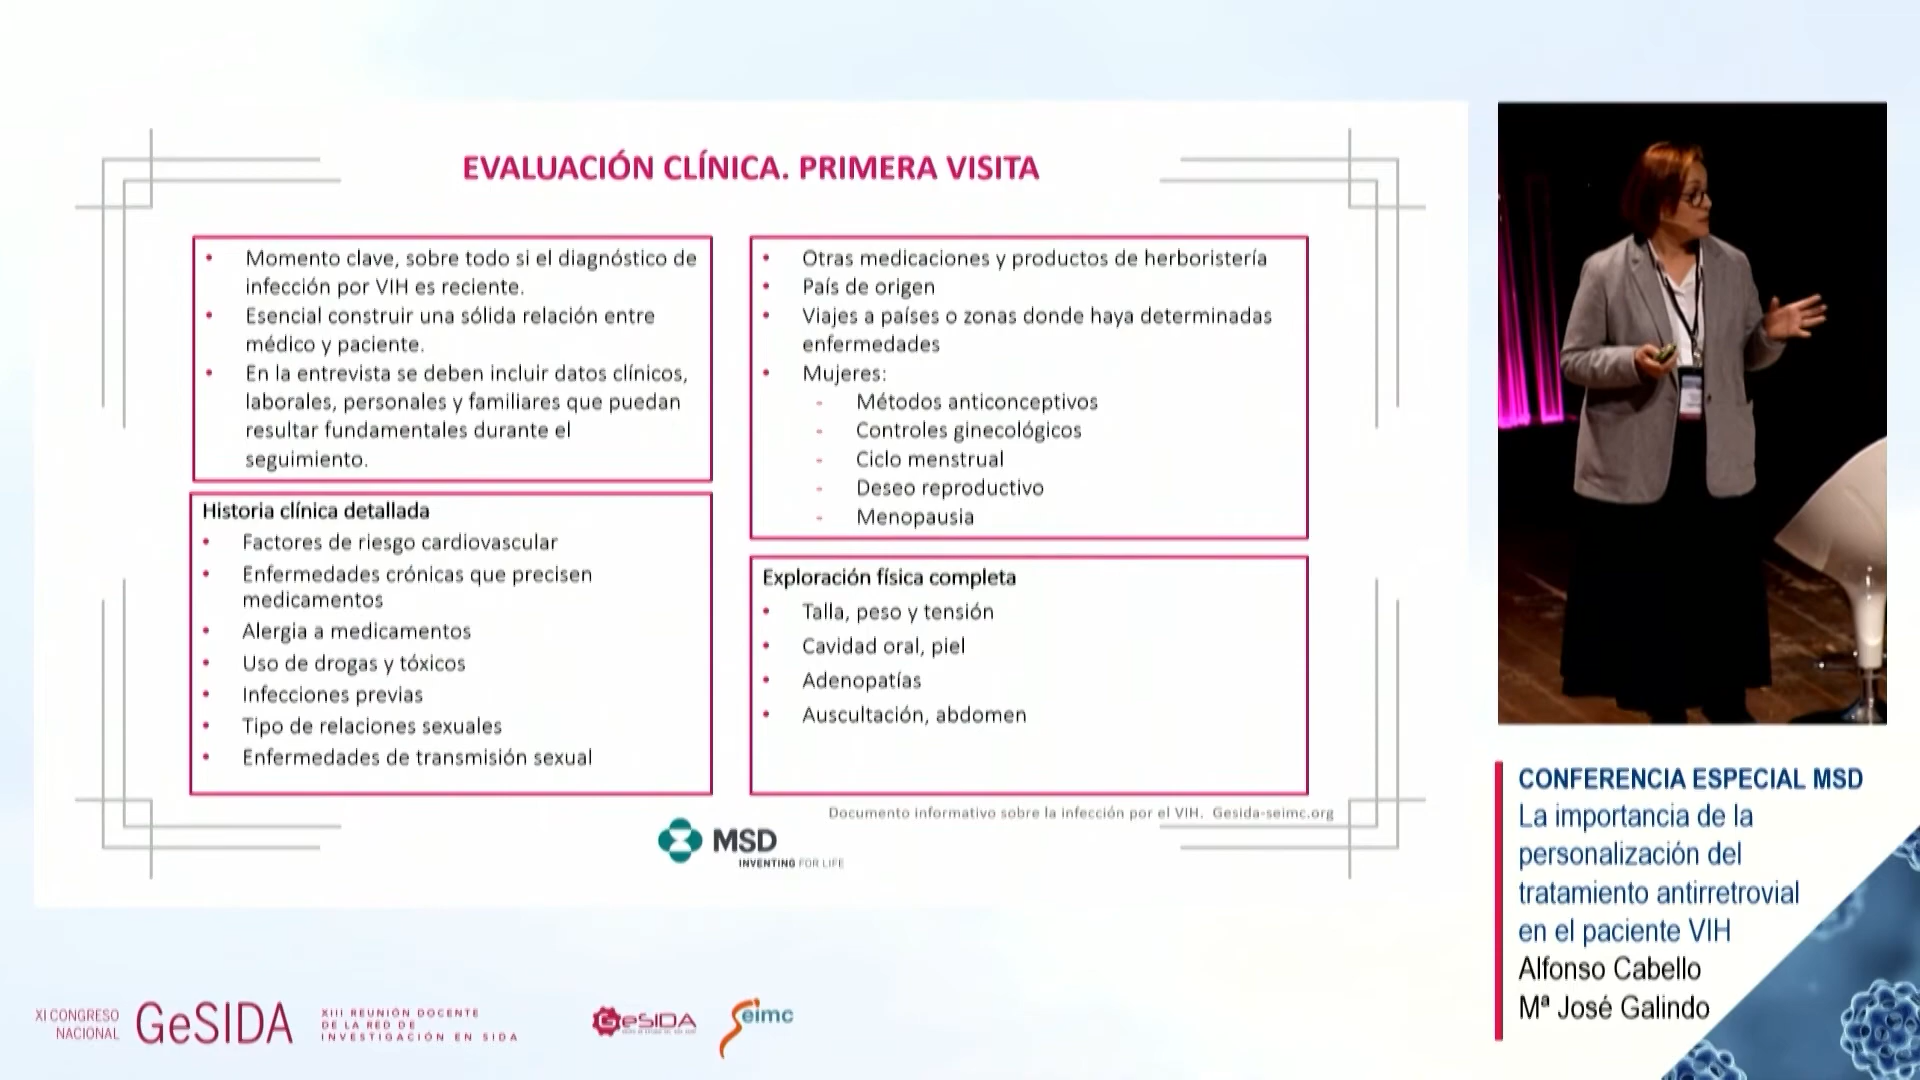 EVALUACIÓN CLÍNICA. PRIMERA VISITA
Momento clave, sobre todo si el diagnóstico de
infección por VIH es reciente.
Esencial construir una sólida relación entre
médico y paciente.
En la entrevista se deben incluir datos clínicos,
laborales, personales y familiares que puedan
resultar fundamentales durante el
seguimiento.
Historia clínica detallada
Factores de riesgo cardiovascular
Enfermedades crónicas que precisen
medicamentos
Alergia a medicamentos
Uso de drogas y tóxicos
Infecciones previas
Tipo de relaciones sexuales
Enfermedades de transmisión sexual
Otras medicaciones y productos de herboristería
País de origen
Viajes a países o zonas donde haya determinadas
enfermedades
Mujeres:
- Métodos anticonceptivos
- Controles ginecológicos
- Ciclo menstrual
- Deseo reproductivo
- Menopausia
Exploración física completa
Talla, peso y tensión
Cavidad oral, piel
Adenopatías
Auscultación, abdomen
Documento informativo sobre la infección por el VIH. Gesida-seimc.org
MSD
INVENTING FOR LIFE
CONFERENCIA ESPECIAL MSD
La importancia de la
personalización del
tratamiento antirretrovial
en el paciente VIH
Alfonso Cabello
Mª José Galindo
XI CONGRESO
NACIONAL
GeSIDA
XIII REUNIÓN DOCENTE
DE LA RED DE
INVESTIGACIÓN EN SIDA
GeSIDA
Seimc